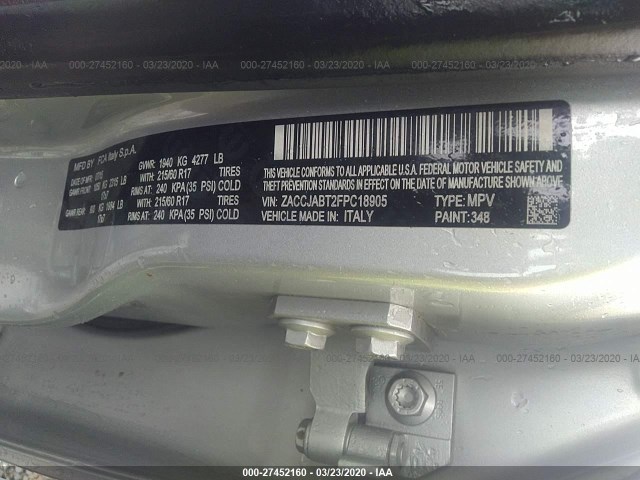 000-27452160 - 03/23/2020 - IAA
MFD BY: FCA Italy S.p.A.
GVWR: 1940 KG 4277 LB
WITH: 215/60 R17 TIRES
RIMS AT: 240 KPA(35 PSI) COLD
WITH: 215/60 R17 TIRES
RIMS AT: 240 KPA(35 PSI) COLD
THIS VEHICLE CONFORMS TO ALL APPLICABLE U.S.A. FEDERAL MOTOR VEHICLE SAFETY,
BUMPER, AND THEFT PREVENTION STANDARDS IN EFFECT ON THE DATE OF MANUFACTURE SHOWN ABOVE.
VIN: ZACCJABT2FPC18905 TYPE: MPV
VEHICLE MADE IN: ITALY PAINT: 348
000-27452160 - 03/23/2020 - IAA
000-27452160 - 03/23/2020 - IAA